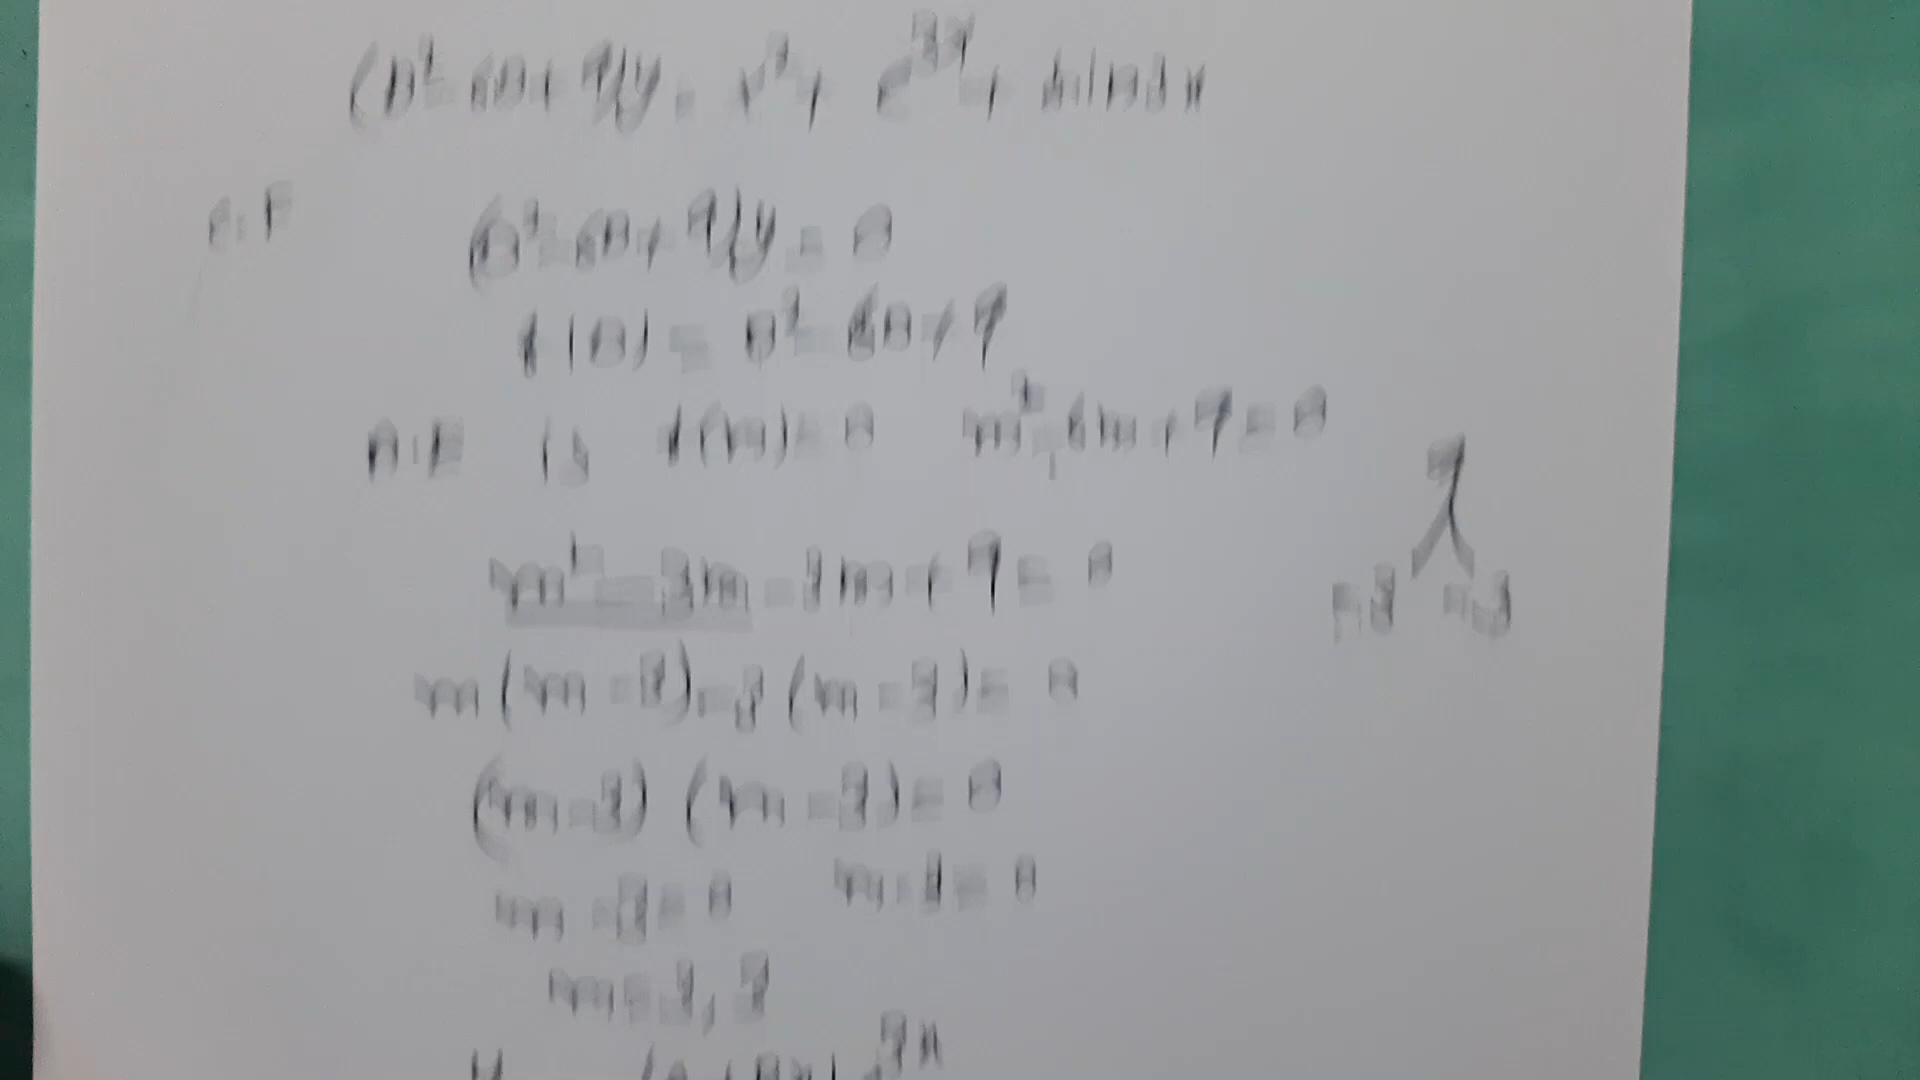 (D² - 6D + 9)y = x² + e³ˣ + sin3x
C.F (D² - 6D + 9)y = 0
f(D) = D² - 6D + 9
A.E is f(m) = 0 m² - 6m + 9 = 0
9
-3 -3
m² - 3m - 3m + 9 = 0
m(m - 3) - 3(m - 3) = 0
(m - 3) (m - 3) = 0
m - 3 = 0 m - 3 = 0
m = 3, 3